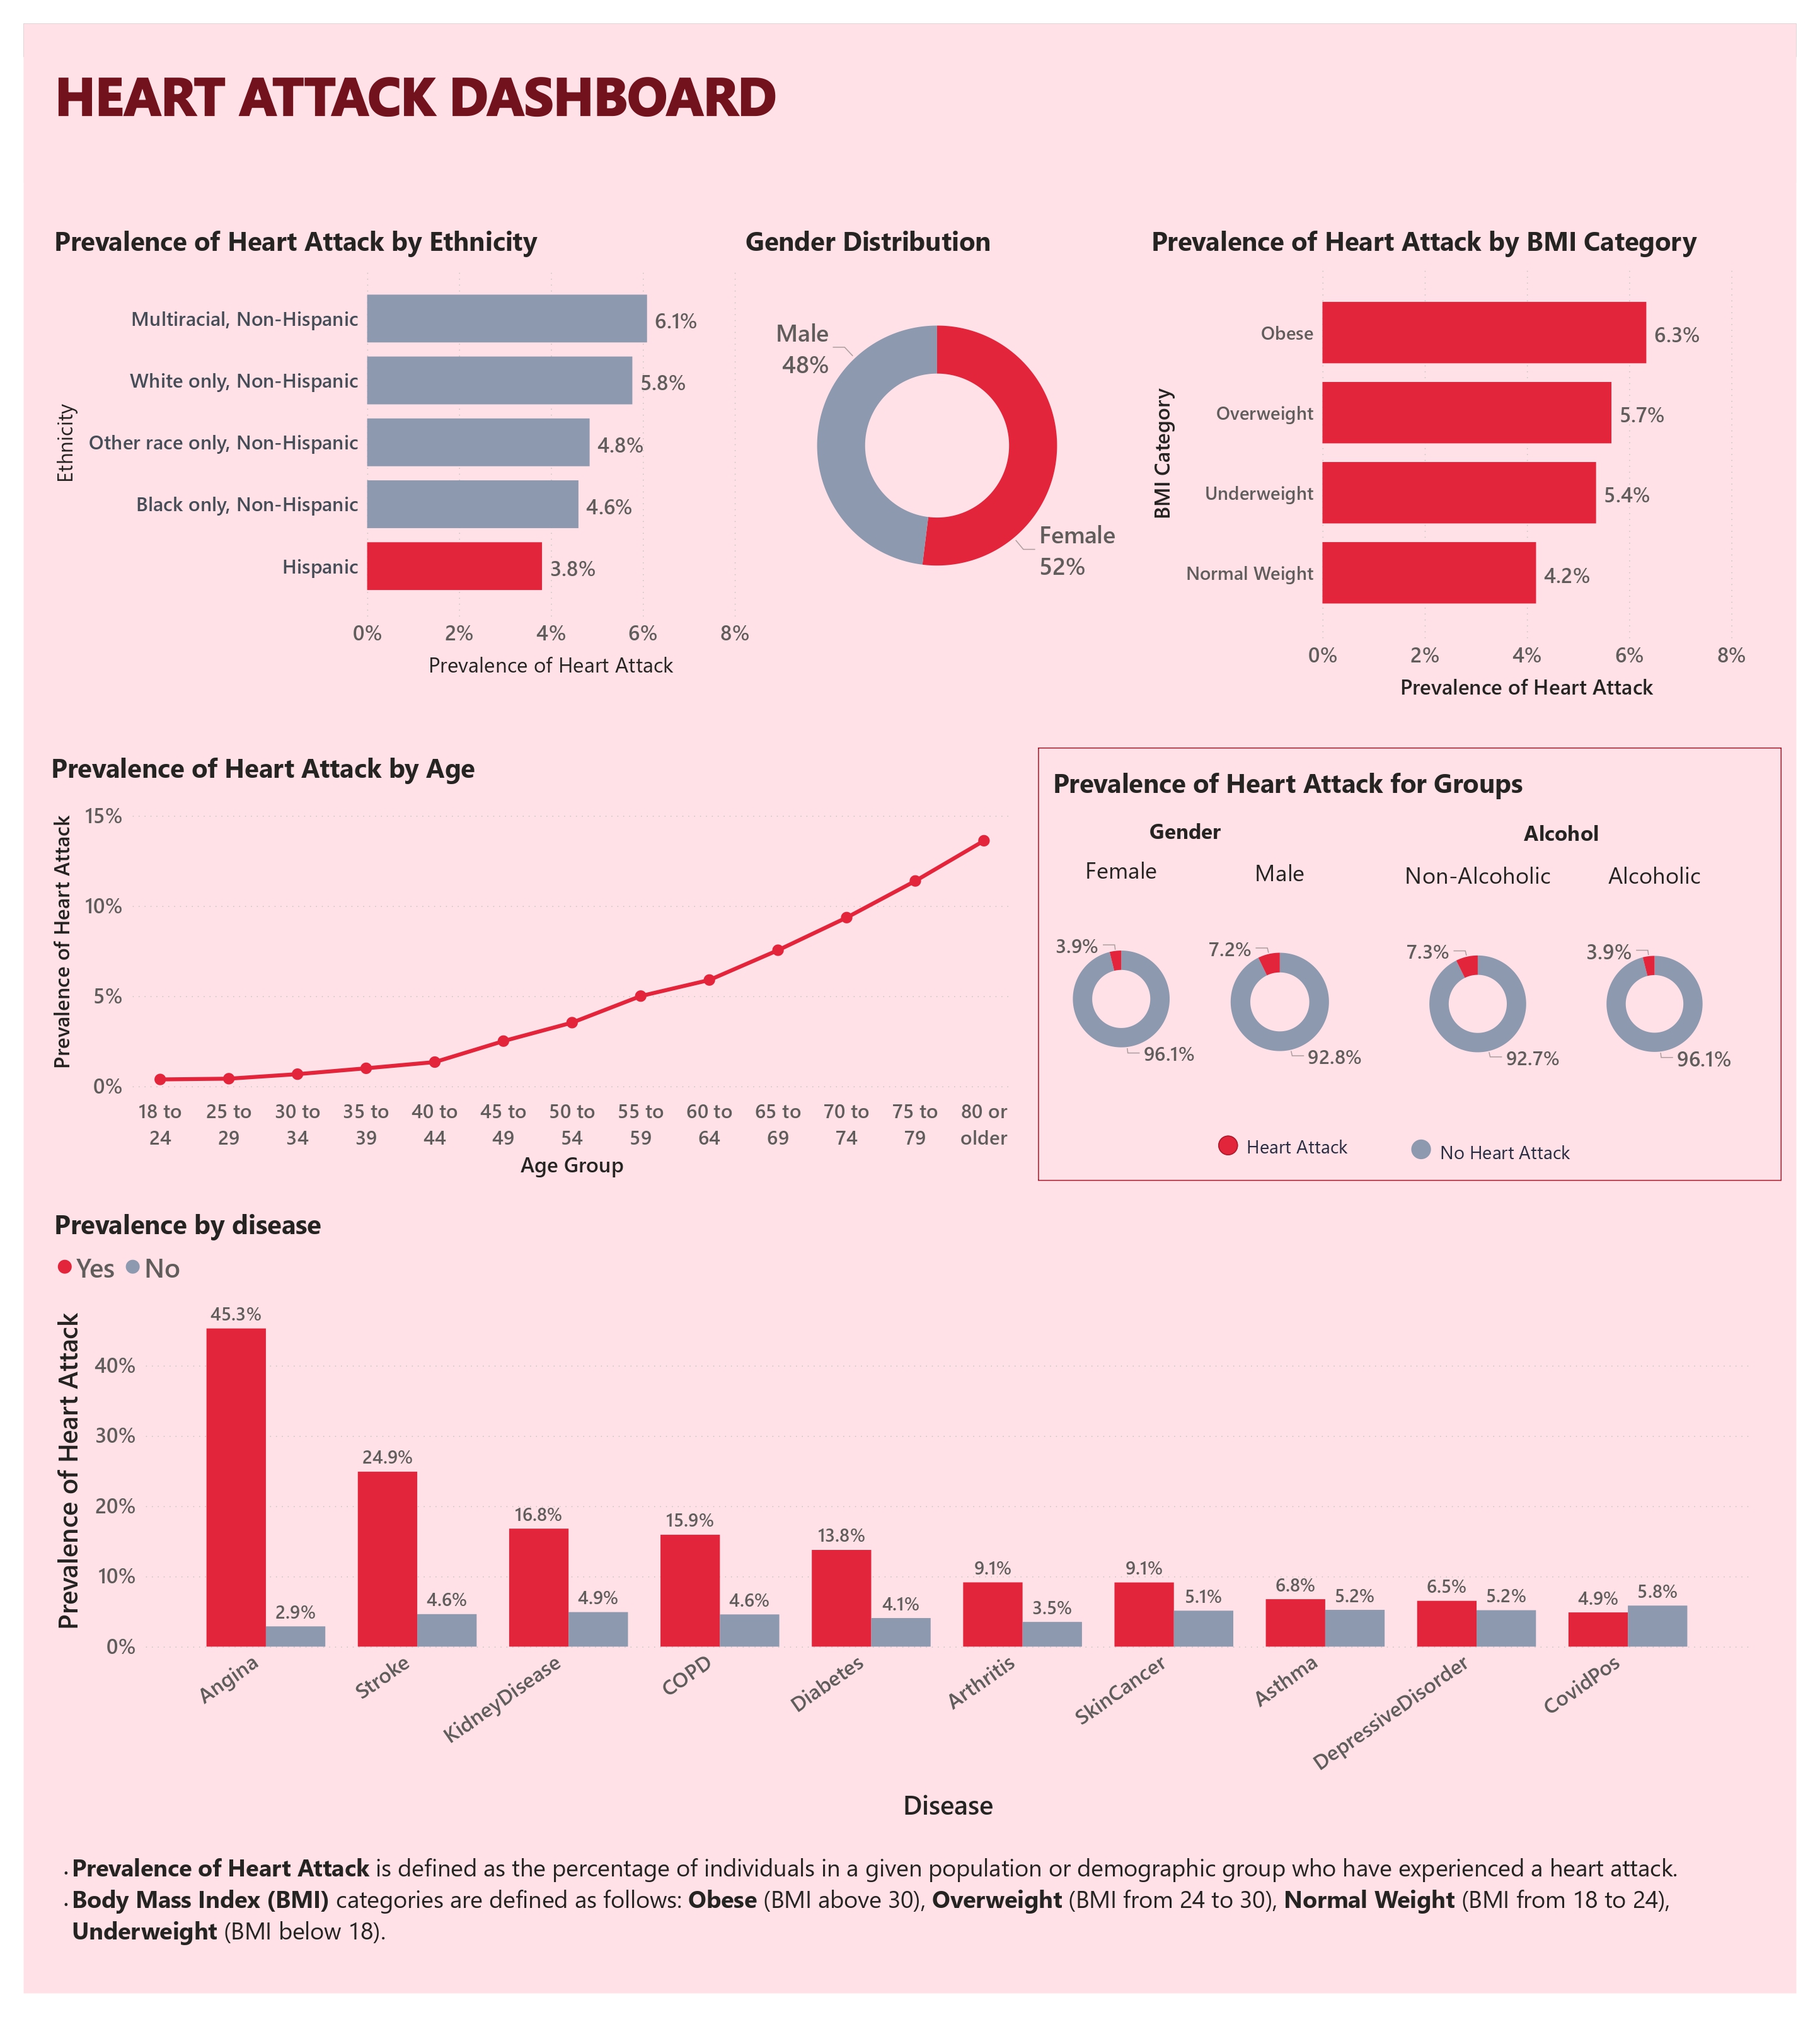 HEART ATTACK DASHBOARD
Prevalence of Heart Attack by Ethnicity
Ethnicity
Multiracial, Non-Hispanic 6.1%
White only, Non-Hispanic 5.8%
Other race only, Non-Hispanic 4.8%
Black only, Non-Hispanic 4.6%
Hispanic 3.8%
0% 2% 4% 6% 8%
Prevalence of Heart Attack
Gender Distribution
Male
48%
Female
52%
Prevalence of Heart Attack by BMI Category
BMI Category
Obese 6.3%
Overweight 5.7%
Underweight 5.4%
Normal Weight 4.2%
0% 2% 4% 6% 8%
Prevalence of Heart Attack
Prevalence of Heart Attack by Age
Prevalence of Heart Attack
15%
10%
5%
0%
18 to 25 to 30 to 35 to 40 to 45 to 50 to 55 to 60 to 65 to 70 to 75 to 80 or
24 29 34 39 44 49 54 59 64 69 74 79 older
Age Group
Prevalence of Heart Attack for Groups
Gender Alcohol
Female Male Non-Alcoholic Alcoholic
3.9% 7.2% 7.3% 3.9%
96.1% 92.8% 92.7% 96.1%
Heart Attack No Heart Attack
Prevalence by disease
Yes No
Prevalence of Heart Attack
40%
30%
20%
10%
0%
45.3% 2.9%
24.9% 4.6%
16.8% 4.9%
15.9% 4.6%
13.8% 4.1%
9.1% 3.5%
9.1% 5.1%
6.8% 5.2%
6.5% 5.2%
4.9% 5.8%
Angina Stroke KidneyDisease COPD Diabetes Arthritis SkinCancer Asthma DepressiveDisorder CovidPos
Disease
· Prevalence of Heart Attack is defined as the percentage of individuals in a given population or demographic group who have experienced a heart attack.
· Body Mass Index (BMI) categories are defined as follows: Obese (BMI above 30), Overweight (BMI from 24 to 30), Normal Weight (BMI from 18 to 24),
Underweight (BMI below 18).